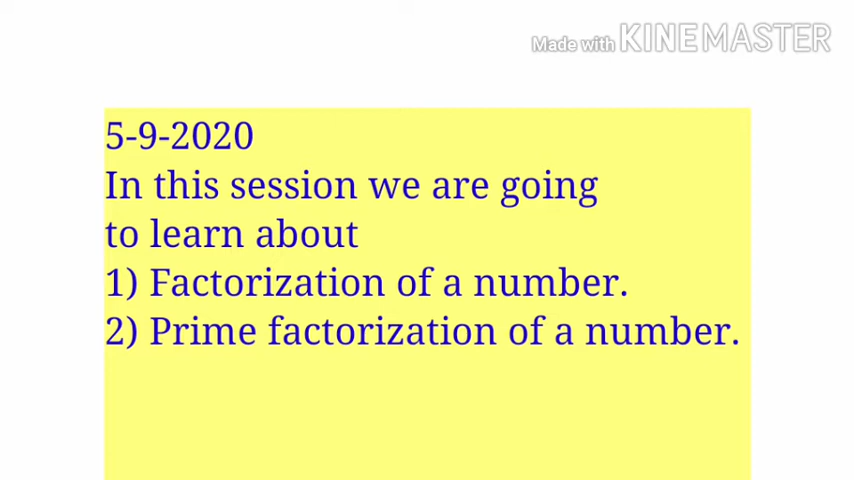 Made with KINEMASTER
5-9-2020
In this session we are going
to learn about
1) Factorization of a number.
2) Prime factorization of a number.